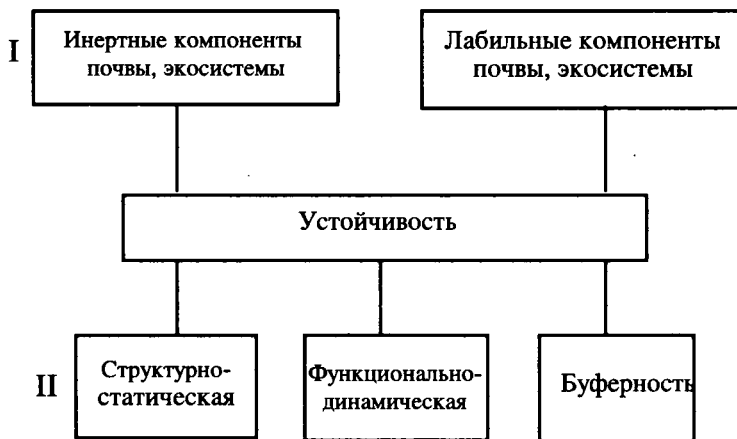 I
Инертные компоненты
почвы, экосистемы
Лабильные компоненты
почвы, экосистемы
Устойчивость
II
Структурно-
статическая
Функционально-
динамическая
Буферность